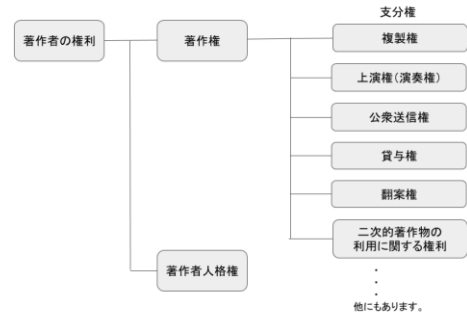 支分権
著作者の権利
著作権
複製権
上演権(演奏権)
公衆送信権
貸与権
翻案権
二次的著作物の
利用に関する権利
著作者人格権
・
・
・
他にもあります。